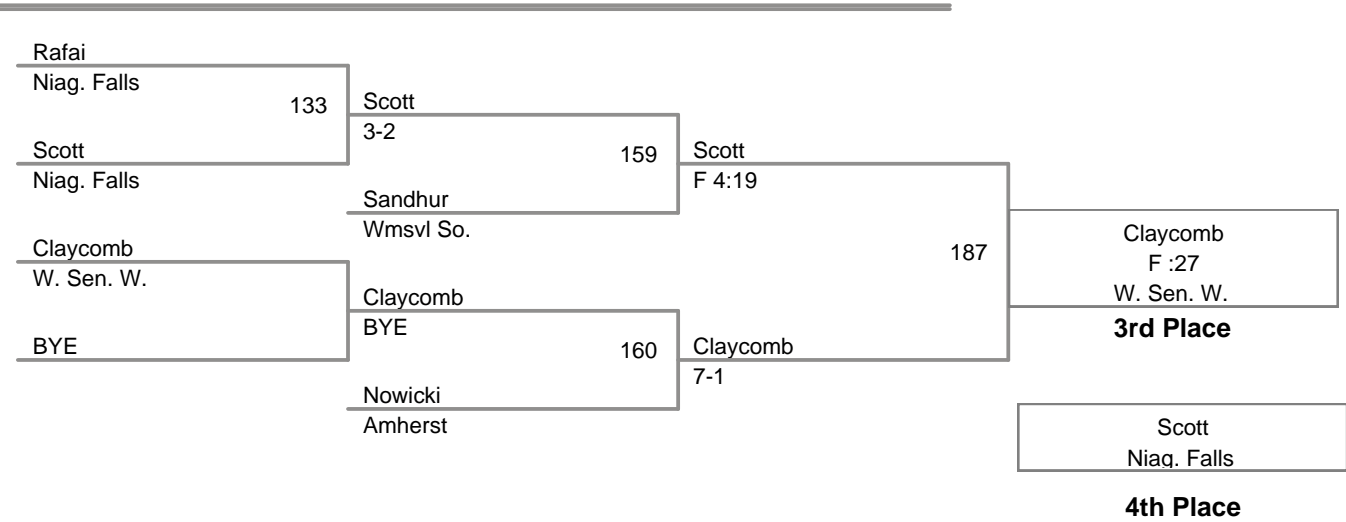 Rafai
Niag. Falls
133
Scott
3-2
Scott
Niag. Falls
159
Scott
F 4:19
Sandhur
Wmsvl So.
Claycomb
W. Sen. W.
187
Claycomb
F :27
W. Sen. W.
3rd Place
Claycomb
BYE
BYE
160
Claycomb
7-1
Nowicki
Amherst
Scott
Niag. Falls
4th Place